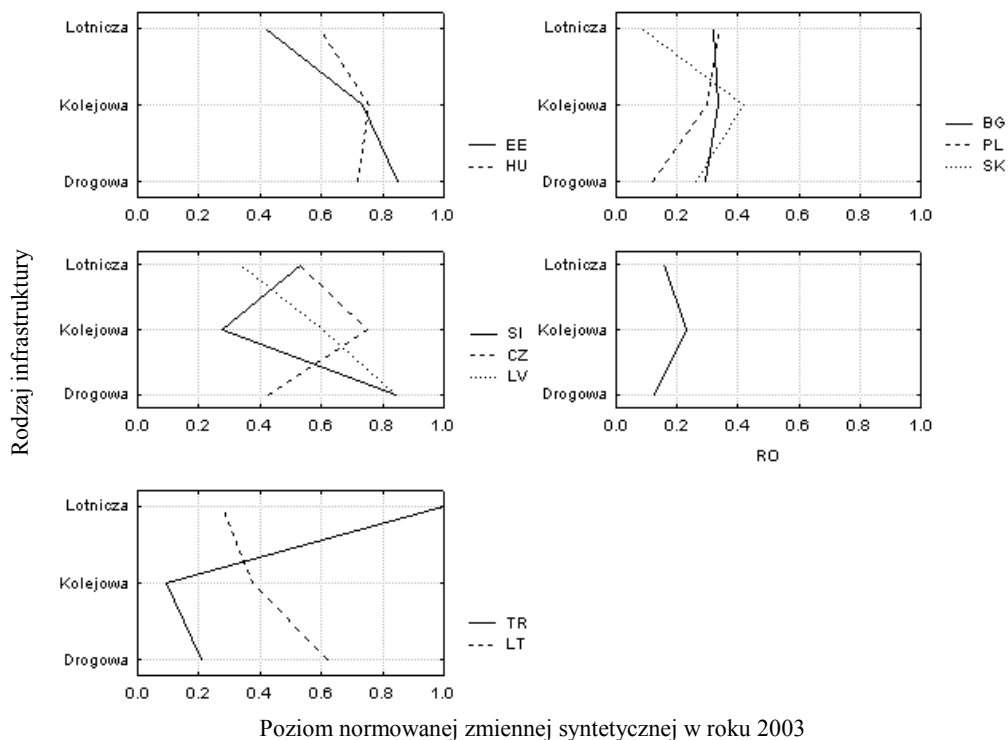 Lotnicza
Kolejowa
Drogowa
0.0 0.2 0.4 0.6 0.8 1.0
EE
HU
Lotnicza
Kolejowa
Drogowa
0.0 0.2 0.4 0.6 0.8 1.0
BG
PL
SK
Rodzaj infrastruktury
Lotnicza
Kolejowa
Drogowa
0.0 0.2 0.4 0.6 0.8 1.0
SI
CZ
LV
Lotnicza
Kolejowa
Drogowa
0.0 0.2 0.4 0.6 0.8 1.0
RO
Lotnicza
Kolejowa
Drogowa
0.0 0.2 0.4 0.6 0.8 1.0
TR
LT
Poziom normowanej zmiennej syntetycznej w roku 2003